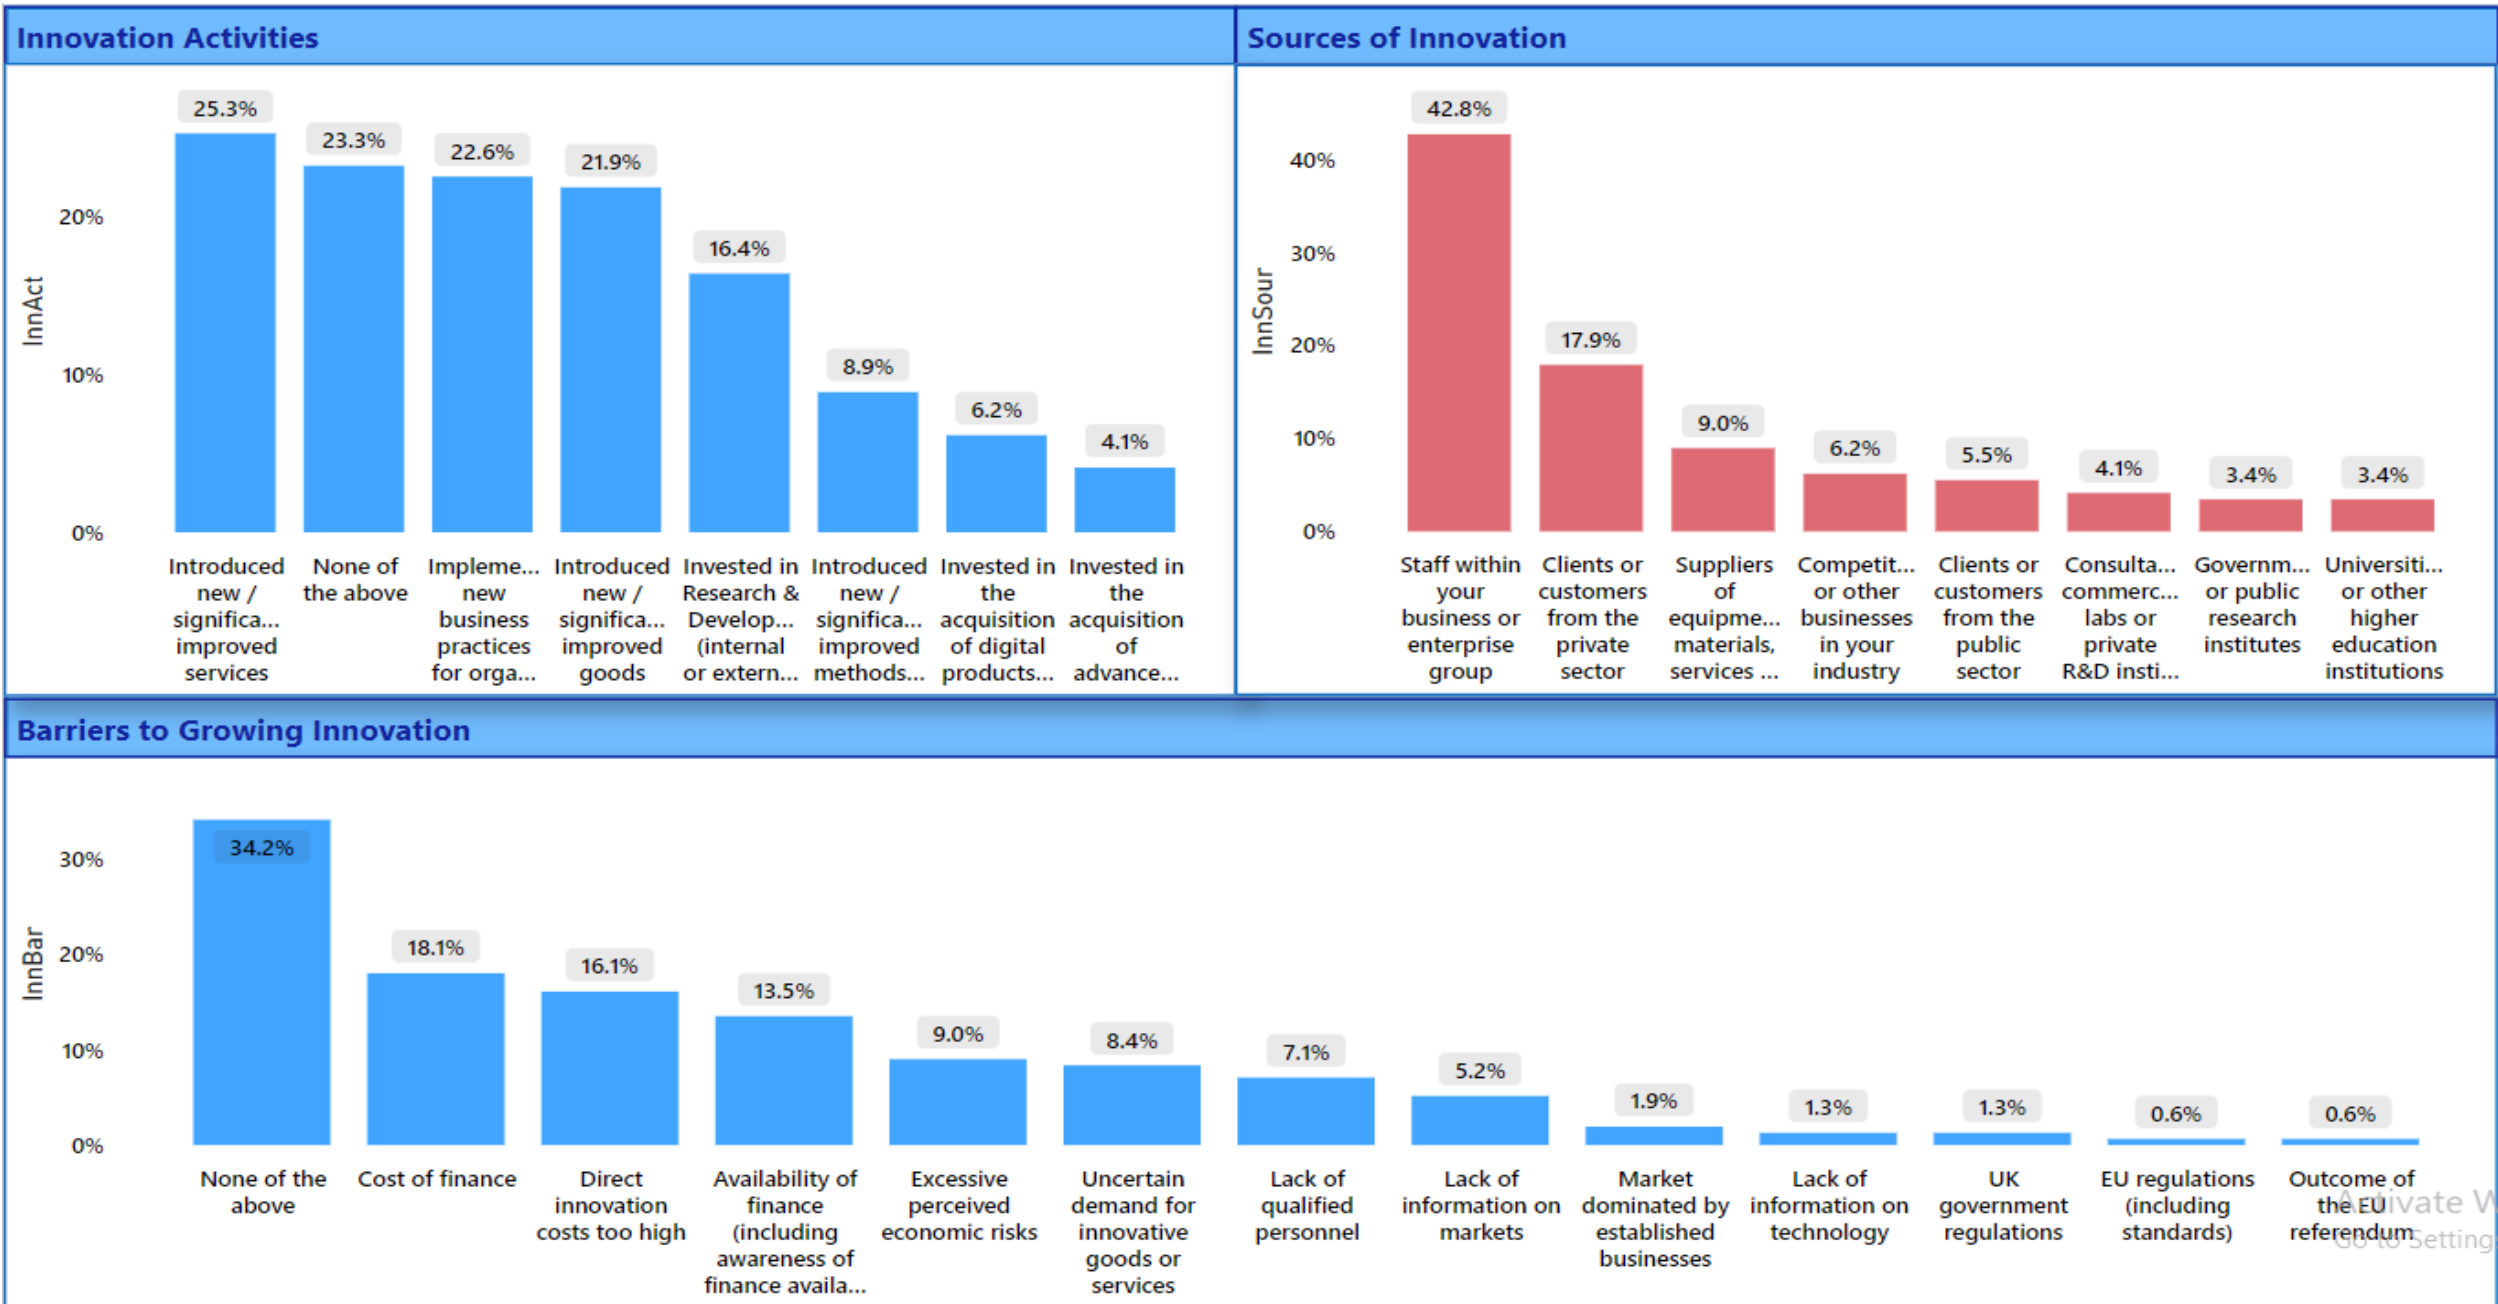 Innovation Activities
25.3%
23.3%
22.6%
21.9%
16.4%
8.9%
6.2%
4.1%
InnAct
20%
10%
0%
Introduced
new /
significa...
improved
services
None of
the above
Impleme...
new
business
practices
for orga...
Introduced
new /
significa...
improved
goods
Invested in
Research &
Develop...
(internal
or extern...
Introduced
new /
significa...
improved
methods...
Invested in
the
acquisition
of digital
products...
Invested in
the
acquisition
of
advance...
Sources of Innovation
42.8%
17.9%
9.0%
6.2%
5.5%
4.1%
3.4%
3.4%
InnSour
40%
30%
20%
10%
0%
Staff within
your
business or
enterprise
group
Clients or
customers
from the
private
sector
Suppliers
of
equipme...
materials,
services ...
Competit...
or other
businesses
in your
industry
Clients or
customers
from the
public
sector
Consulta...
commerc...
labs or
private
R&D insti...
Governm...
or public
research
institutes
Universiti...
or other
higher
education
institutions
Barriers to Growing Innovation
34.2%
18.1%
16.1%
13.5%
9.0%
8.4%
7.1%
5.2%
1.9%
1.3%
1.3%
0.6%
0.6%
InnBar
30%
20%
10%
0%
None of the
above
Cost of finance
Direct
innovation
costs too high
Availability of
finance
(including
awareness of
finance availa...
Excessive
perceived
economic risks
Uncertain
demand for
innovative
goods or
services
Lack of
qualified
personnel
Lack of
information on
markets
Market
dominated by
established
businesses
Lack of
information on
technology
UK
government
regulations
EU regulations
(including
standards)
Outcome of
the EU
referendum
Activate W
Go to Setting